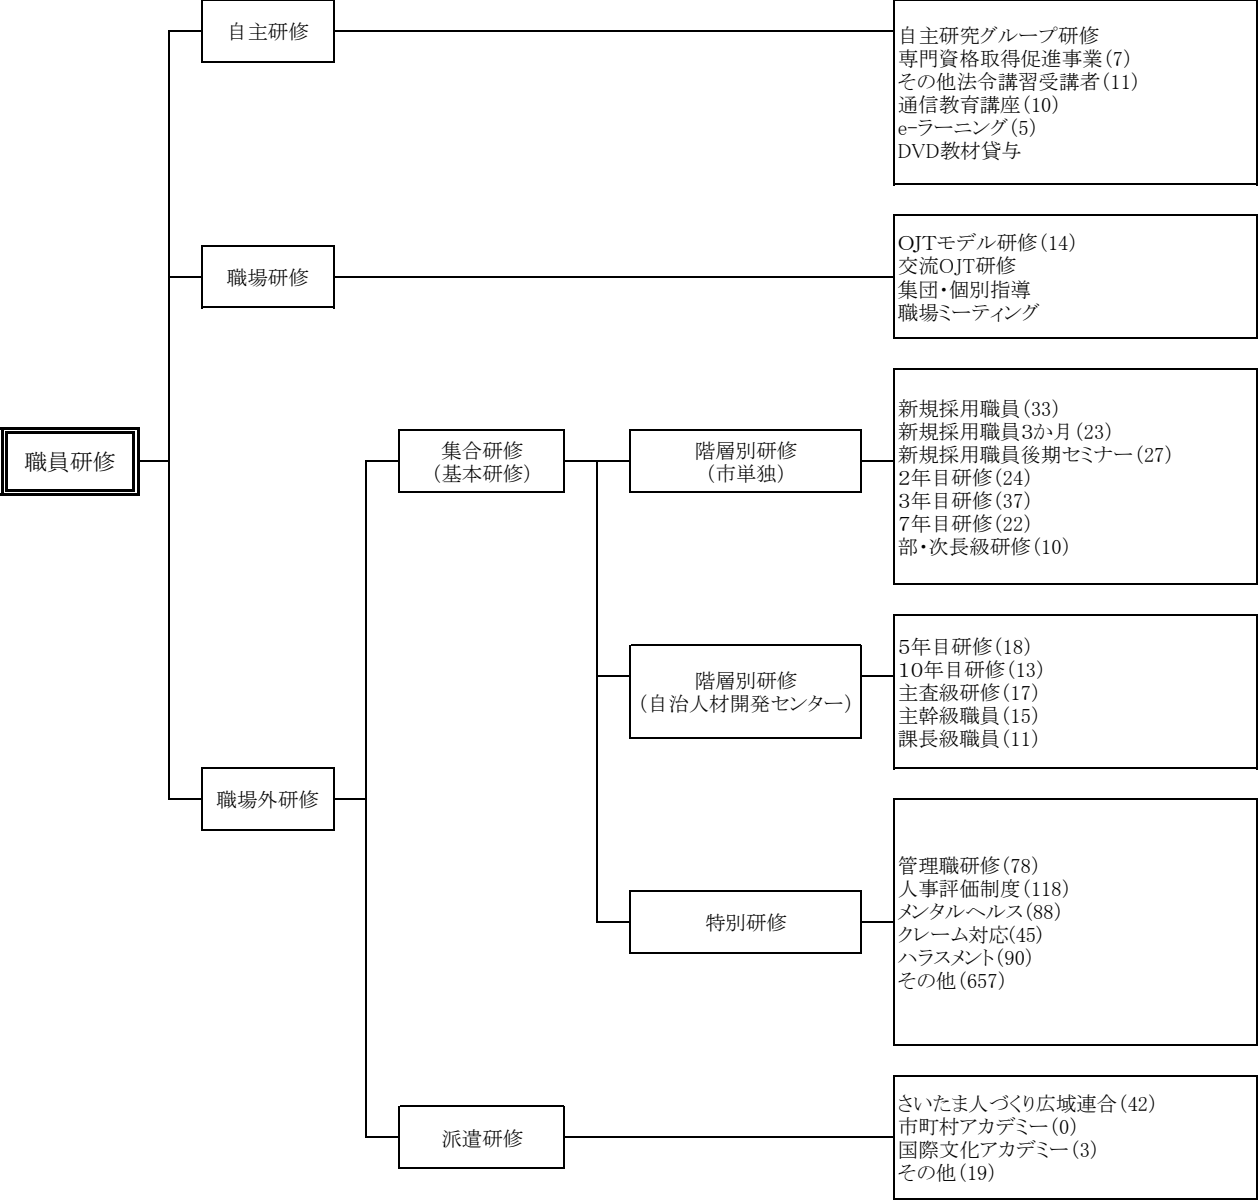 自主研修
自主研究グループ研修
専門資格取得促進事業(7)
その他法令講習受講者(11)
通信教育講座(10)
e-ラーニング(5)
DVD教材貸与
職場研修
OJTモデル研修(14)
交流OJT研修
集団・個別指導
職場ミーティング
職員研修
集合研修
(基本研修)
階層別研修
(市単独)
新規採用職員(33)
新規採用職員3か月(23)
新規採用職員後期セミナー(27)
2年目研修(24)
3年目研修(37)
7年目研修(22)
部・次長級研修(10)
階層別研修
(自治人材開発センター)
5年目研修(18)
10年目研修(13)
主査級研修(17)
主幹級職員(15)
課長級職員(11)
職場外研修
特別研修
管理職研修(78)
人事評価制度(118)
メンタルヘルス(88)
クレーム対応(45)
ハラスメント(90)
その他(657)
派遣研修
さいたま人づくり広域連合(42)
市町村アカデミー(0)
国際文化アカデミー(3)
その他(19)